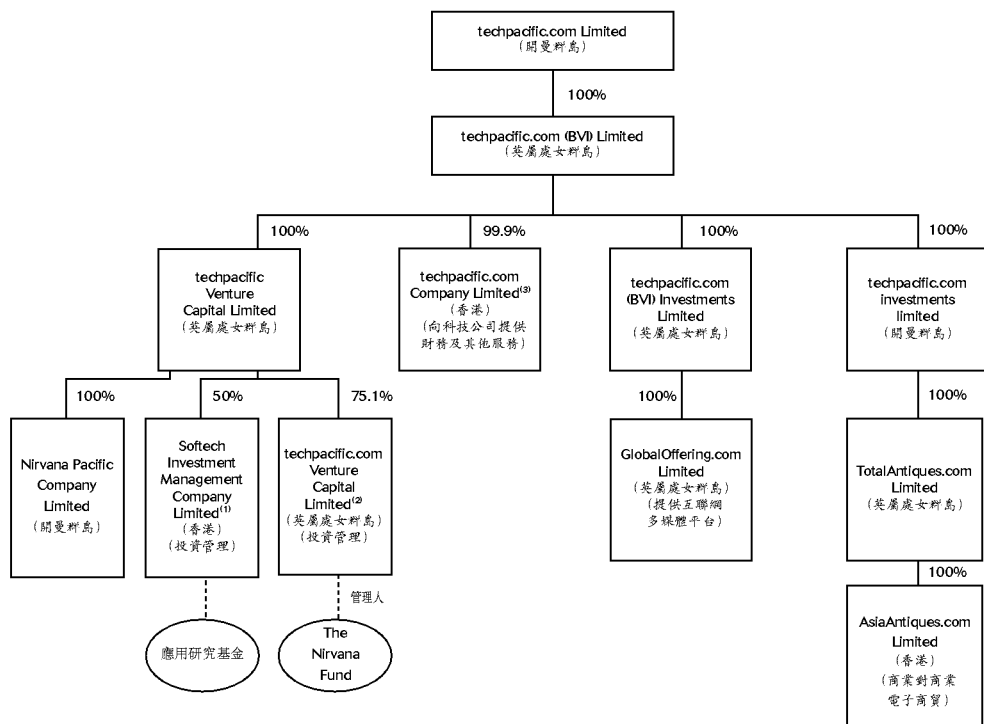 techpacific.com Limited
(開曼群島)
100%
techpacific.com (BVI) Limited
(英屬處女群島)
100%
99.9%
100%
100%
techpacific
Venture
Capital Limited
(英屬處女群島)
techpacific.com
Company Limited(3)
(香港)
(向科技公司提供
財務及其他服務)
techpacific.com
(BVI) Investments
Limited
(英屬處女群島)
techpacific.com
investments
limited
(開曼群島)
100%
50%
75.1%
100%
100%
Nirvana Pacific
Company
Limited
(開曼群島)
Softech
Investment
Management
Company
Limited(1)
(香港)
(投資管理)
techpacific.com
Venture
Capital
Limited(2)
(英屬處女群島)
(投資管理)
GlobalOffering.com
Limited
(英屬處女群島)
(提供互聯網
多媒體平台)
TotalAntiques.com
Limited
(英屬處女群島)
管理人
100%
應用研究基金
The
Nirvana
Fund
AsiaAntiques.com
Limited
(香港)
(商業對商業
電子商貿)